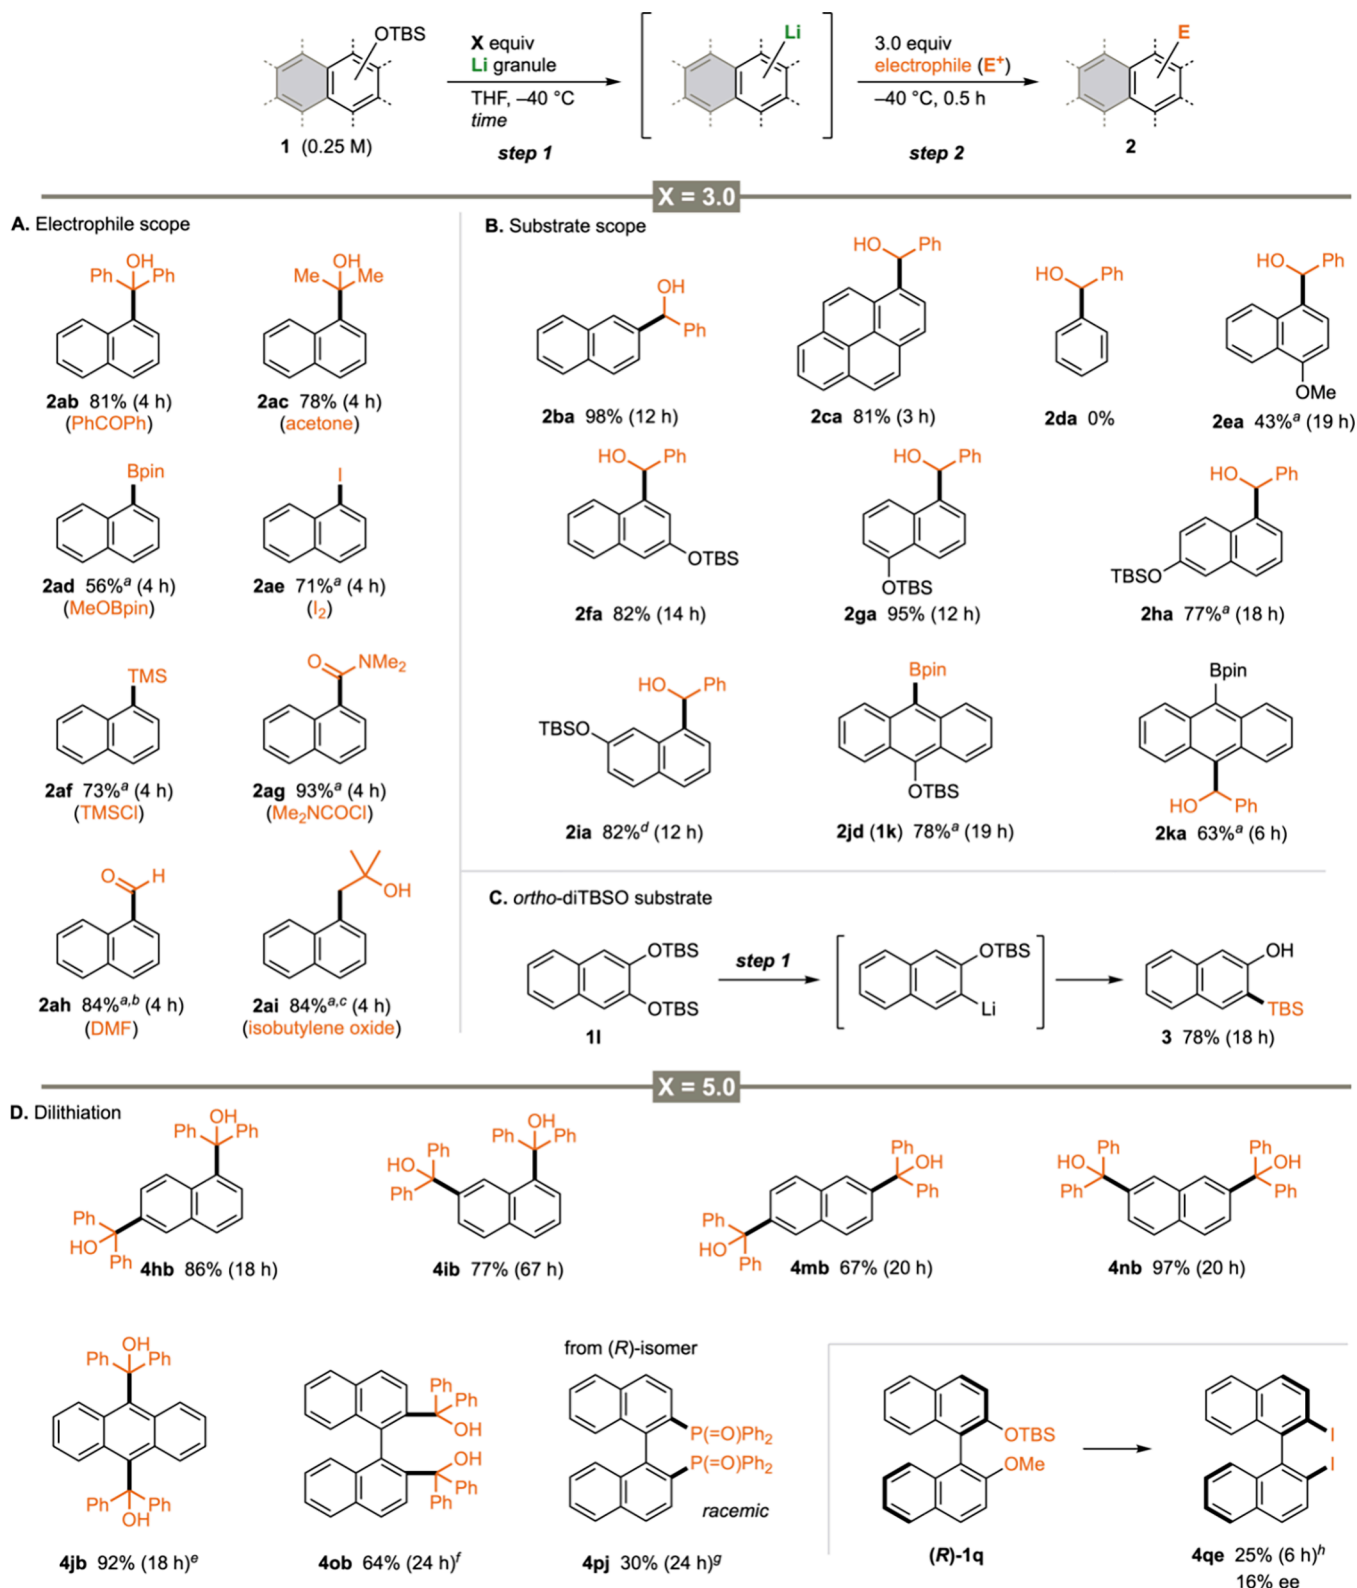 OTBS
X equiv
Li granule
THF, –40 °C
time
step 1
1 (0.25 M)
Li
3.0 equiv
electrophile (E⁺)
–40 °C, 0.5 h
step 2
E
2
X = 3.0
A. Electrophile scope
OH
Ph Ph
2ab 81% (4 h)
(PhCOPh)
OH
Me Me
2ac 78% (4 h)
(acetone)
Bpin
2ad 56%ᵃ (4 h)
(MeOBpin)
I
2ae 71%ᵃ (4 h)
(I₂)
TMS
2af 73%ᵃ (4 h)
(TMSCl)
O NMe₂
2ag 93%ᵃ (4 h)
(Me₂NCOCl)
O H
2ah 84%ᵃ,ᵇ (4 h)
(DMF)
OH
2ai 84%ᵃ,ᶜ (4 h)
(isobutylene oxide)
B. Substrate scope
OH
Ph
2ba 98% (12 h)
HO Ph
2ca 81% (3 h)
HO Ph
2da 0%
HO Ph
OMe
2ea 43%ᵃ (19 h)
HO Ph
OTBS
2fa 82% (14 h)
HO Ph
OTBS
2ga 95% (12 h)
HO Ph
TBSO
2ha 77%ᵃ (18 h)
HO Ph
TBSO
2ia 82%ᵈ (12 h)
Bpin
OTBS
2jd (1k) 78%ᵃ (19 h)
Bpin
HO Ph
2ka 63%ᵃ (6 h)
C. ortho-diTBSO substrate
OTBS
OTBS
1l
step 1
OTBS
Li
OH
TBS
3 78% (18 h)
X = 5.0
D. Dilithiation
OH
Ph Ph
Ph
HO
Ph
4hb 86% (18 h)
OH
Ph Ph
Ph
HO
Ph
4ib 77% (67 h)
Ph
OH
Ph
Ph
HO
Ph
4mb 67% (20 h)
Ph
HO
Ph
Ph
OH
Ph
4nb 97% (20 h)
OH
Ph Ph
Ph Ph
OH
4jb 92% (18 h)ᵉ
Ph
Ph
OH
OH
Ph
Ph
4ob 64% (24 h)ᶠ
from (R)-isomer
P(=O)Ph₂
P(=O)Ph₂
racemic
4pj 30% (24 h)ᵍ
OTBS
OMe
(R)-1q
I
I
4qe 25% (6 h)ʰ
16% ee